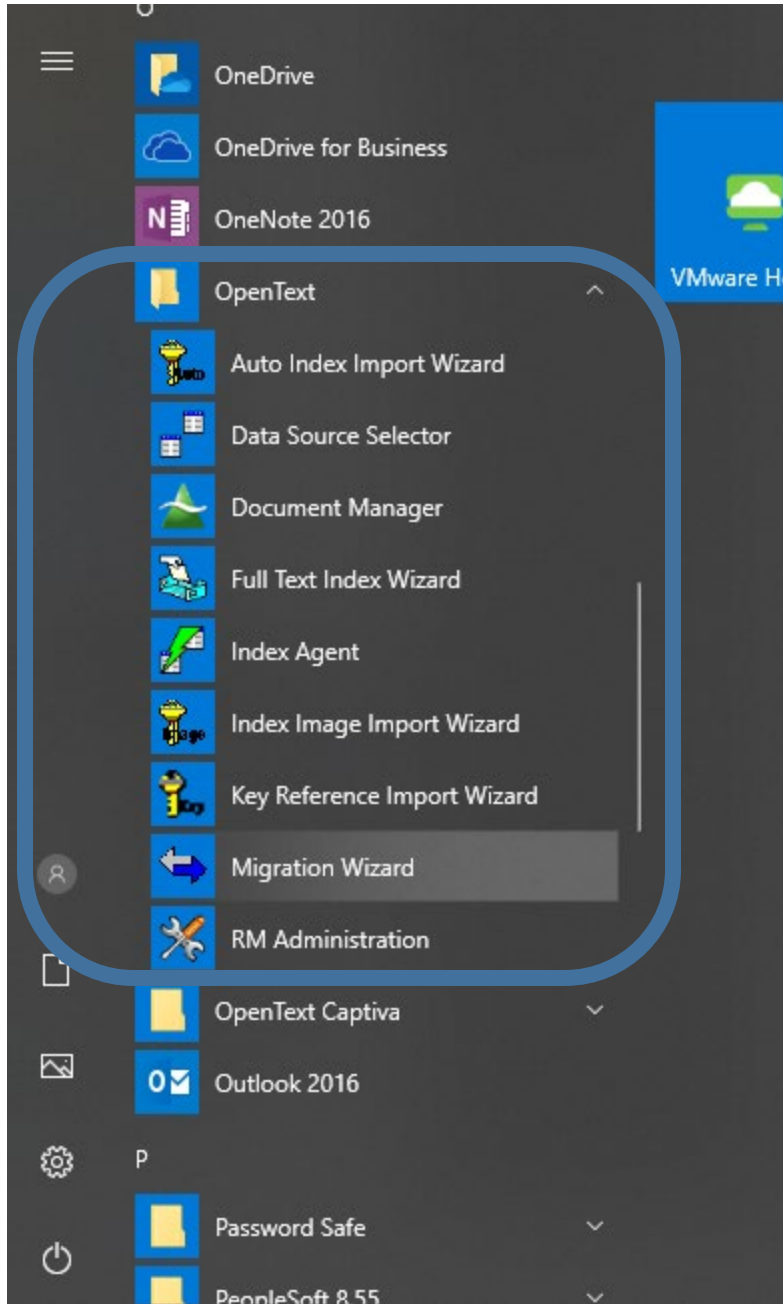 O
OneDrive
OneDrive for Business
N
OneNote 2016
OpenText
VMware H
Auto
Auto Index Import Wizard
Data Source Selector
Document Manager
Full Text Index Wizard
Index Agent
Index Image Import Wizard
Key
Key Reference Import Wizard
Migration Wizard
RM Administration
OpenText Captiva
O
Outlook 2016
P
Password Safe
PeopleSoft 8.55